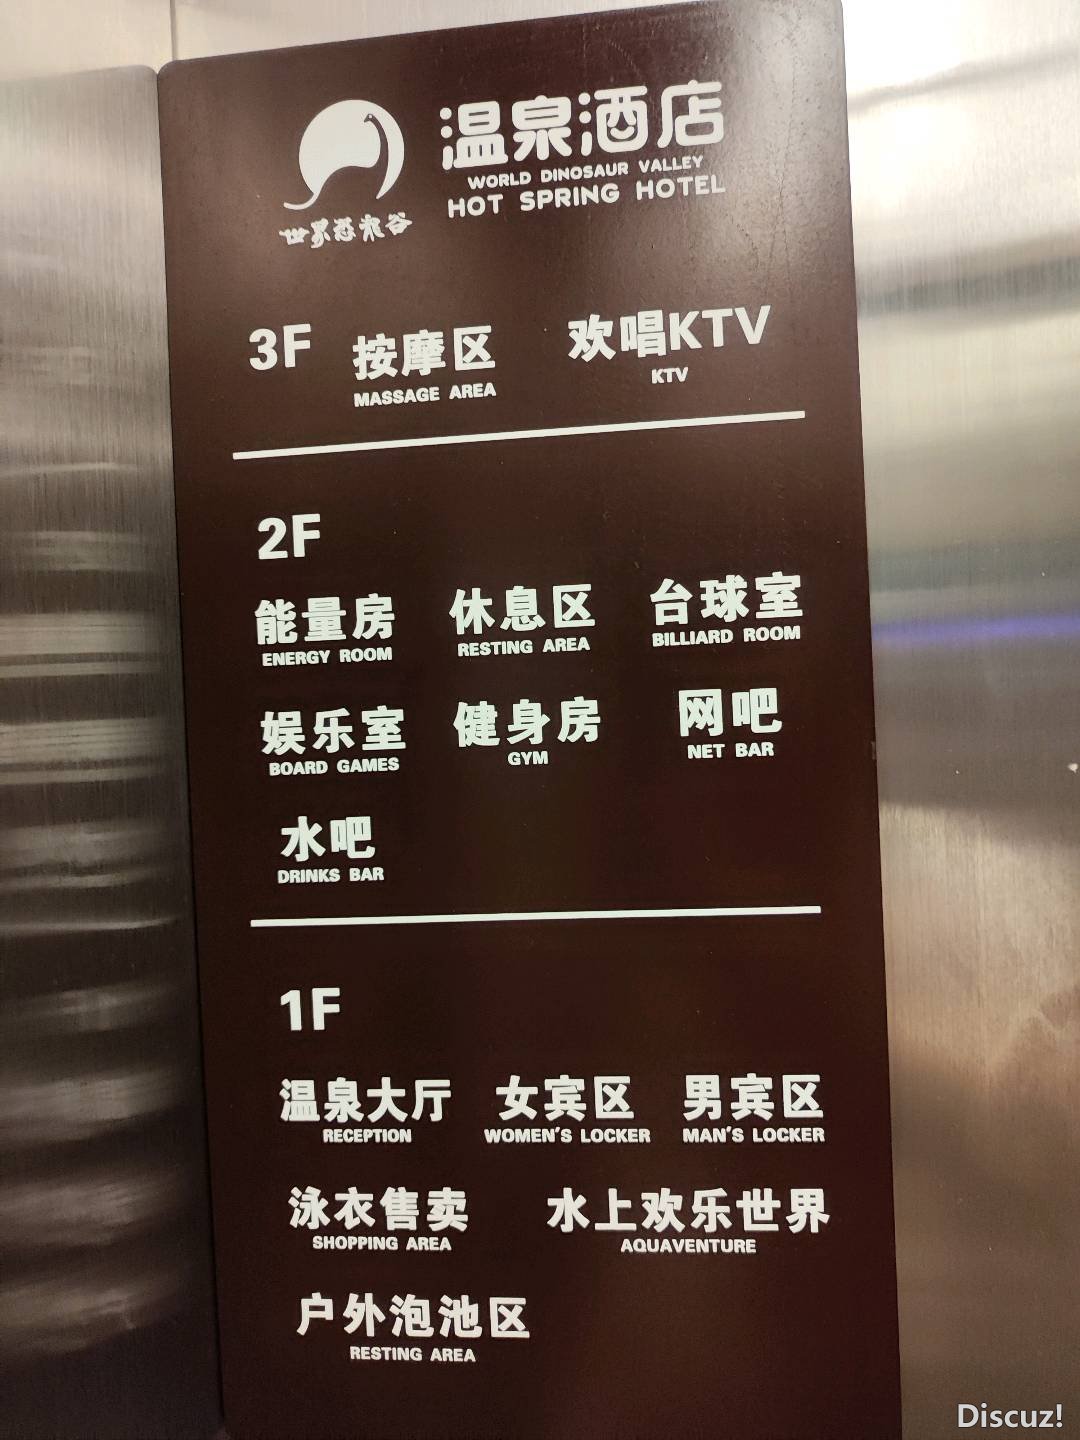 温泉酒店
WORLD DINOSAUR VALLEY
HOT SPRING HOTEL
世界恐龙谷
3F 按摩区 欢唱KTV
MASSAGE AREA KTV
2F
能量房 休息区 台球室
ENERGY ROOM RESTING AREA BILLIARD ROOM
娱乐室 健身房 网吧
BOARD GAMES GYM NET BAR
水吧
DRINKS BAR
1F
温泉大厅 女宾区 男宾区
RECEPTION WOMEN'S LOCKER MAN'S LOCKER
泳衣售卖 水上欢乐世界
SHOPPING AREA AQUAVENTURE
户外泡池区
RESTING AREA
Discuz!